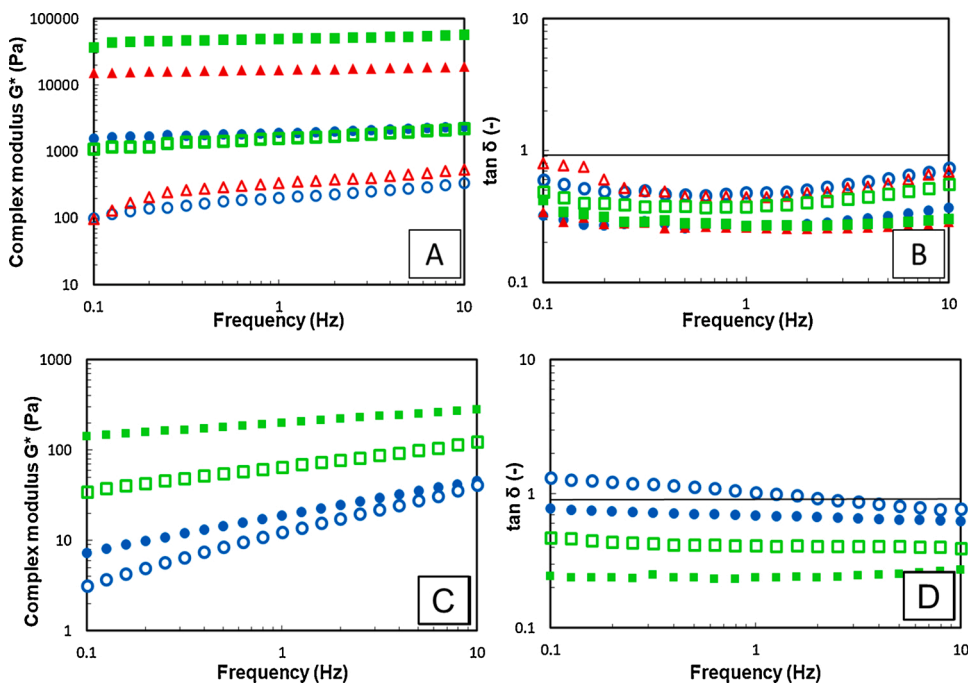 100000
10000
1000
100
10
Complex modulus G* (Pa)
0.1
1
10
Frequency (Hz)
A
10
1
0.1
tan δ (-)
0.1
1
10
Frequency (Hz)
B
1000
100
10
1
Complex modulus G* (Pa)
0.1
1
10
Frequency (Hz)
C
10
1
0.1
tan δ (-)
0.1
1
10
Frequency (Hz)
D